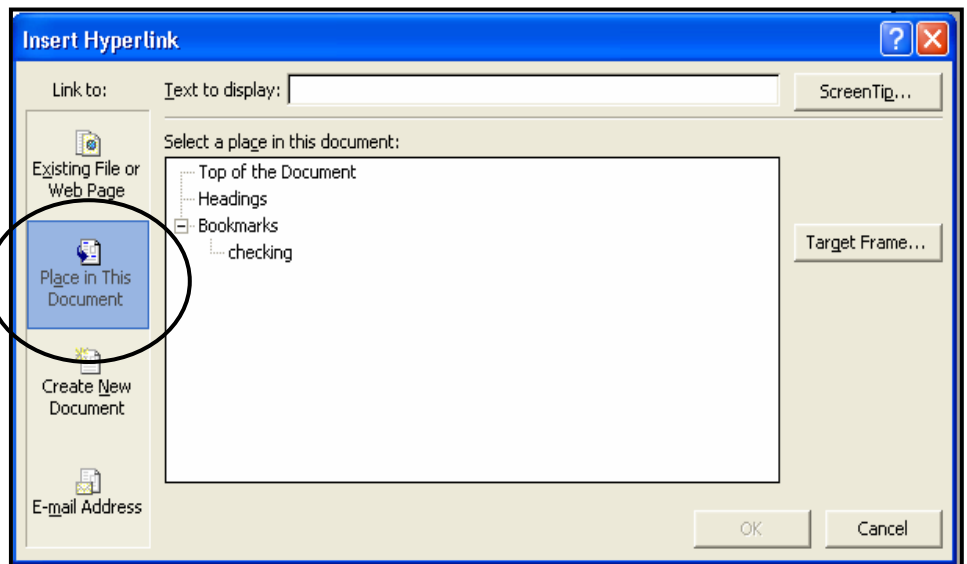 Insert Hyperlink
Link to:
Text to display:
ScreenTip...
Existing File or
Web Page
Select a place in this document:
Top of the Document
Headings
Bookmarks
checking
Target Frame...
Place in This
Document
Create New
Document
E-mail Address
OK
Cancel